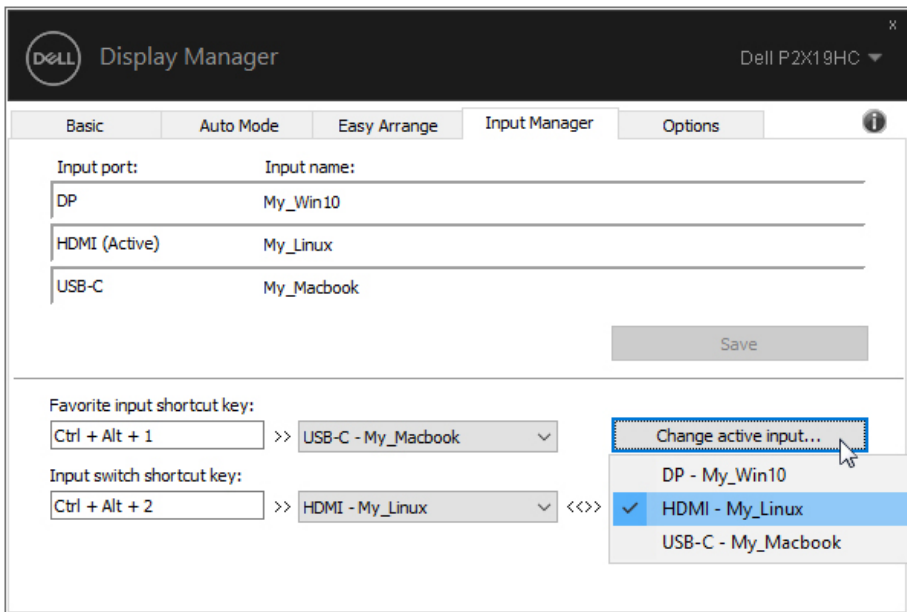 x
DELL Display Manager Dell P2X19HC
Basic Auto Mode Easy Arrange Input Manager Options i
Input port: Input name:
DP My_Win10
HDMI (Active) My_Linux
USB-C My_Macbook
Save
Favorite input shortcut key:
Ctrl + Alt + 1 >> USB-C - My_Macbook Change active input...
Input switch shortcut key:
DP - My_Win10
Ctrl + Alt + 2 >> HDMI - My_Linux <<>> HDMI - My_Linux
USB-C - My_Macbook